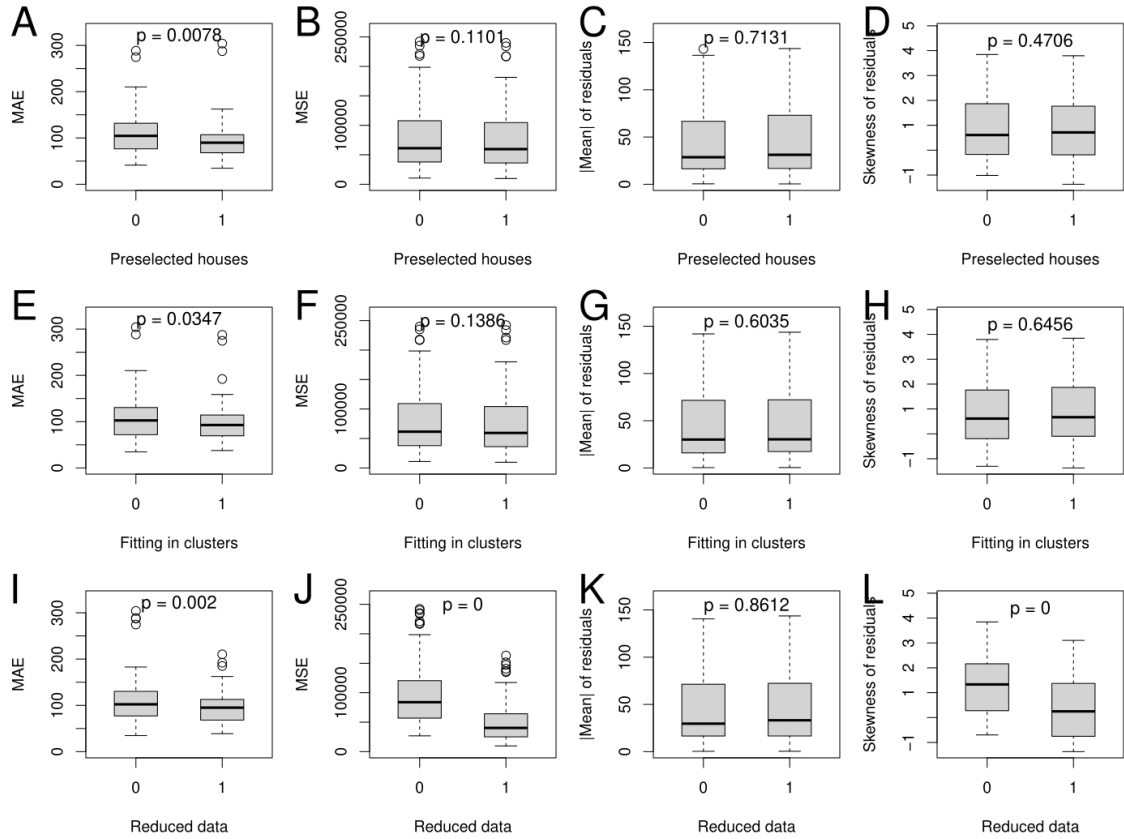 A
p = 0.0078
MAE
0 100 200 300
0 1
Preselected houses
B
p = 0.1101
MSE
0 100000 250000
0 1
Preselected houses
C
p = 0.7131
|Mean| of residuals
0 50 100 150
0 1
Preselected houses
D
p = 0.4706
Skewness of residuals
−1 1 2 3 4 5
0 1
Preselected houses
E
p = 0.0347
MAE
0 100 200 300
0 1
Fitting in clusters
F
p = 0.1386
MSE
0 100000 250000
0 1
Fitting in clusters
G
p = 0.6035
|Mean| of residuals
0 50 100 150
0 1
Fitting in clusters
H
p = 0.6456
Skewness of residuals
−1 1 2 3 4 5
0 1
Fitting in clusters
I
p = 0.002
MAE
0 100 200 300
0 1
Reduced data
J
p = 0
MSE
0 100000 250000
0 1
Reduced data
K
p = 0.8612
|Mean| of residuals
0 50 100 150
0 1
Reduced data
L
p = 0
Skewness of residuals
−1 1 2 3 4 5
0 1
Reduced data